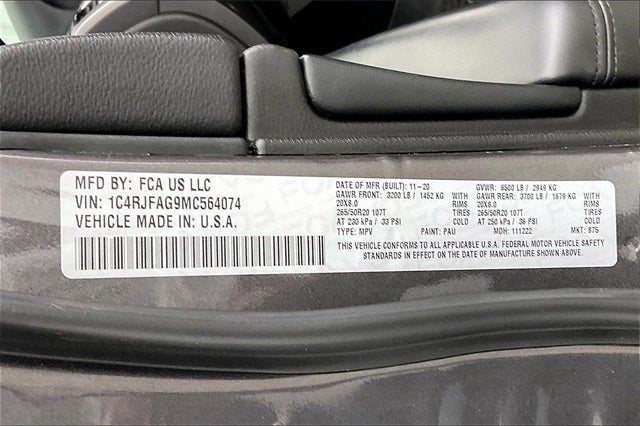 MFD BY: FCA US LLC
VIN: 1C4RJFAG9MC564074
VEHICLE MADE IN: U.S.A.
DATE OF MFR (BUILT): 11-20 GVWR: 6500 LB / 2949 KG
GAWR FRONT: 3200 LB / 1452 KG WITH GAWR REAR: 3700 LB / 1679 KG WITH
20X8.0 RIMS 20X8.0 RIMS
265/50R20 107T TIRES 265/50R20 107T TIRES
AT 230 kPa / 33 PSI COLD AT 250 kPa / 36 PSI COLD
TYPE: MPV PAINT: PAU MOH: 111222 MKT: 875
THIS VEHICLE CONFORMS TO ALL APPLICABLE U.S.A. FEDERAL MOTOR VEHICLE SAFETY
STANDARDS IN EFFECT ON THE DATE OF MANUFACTURE SHOWN ABOVE.